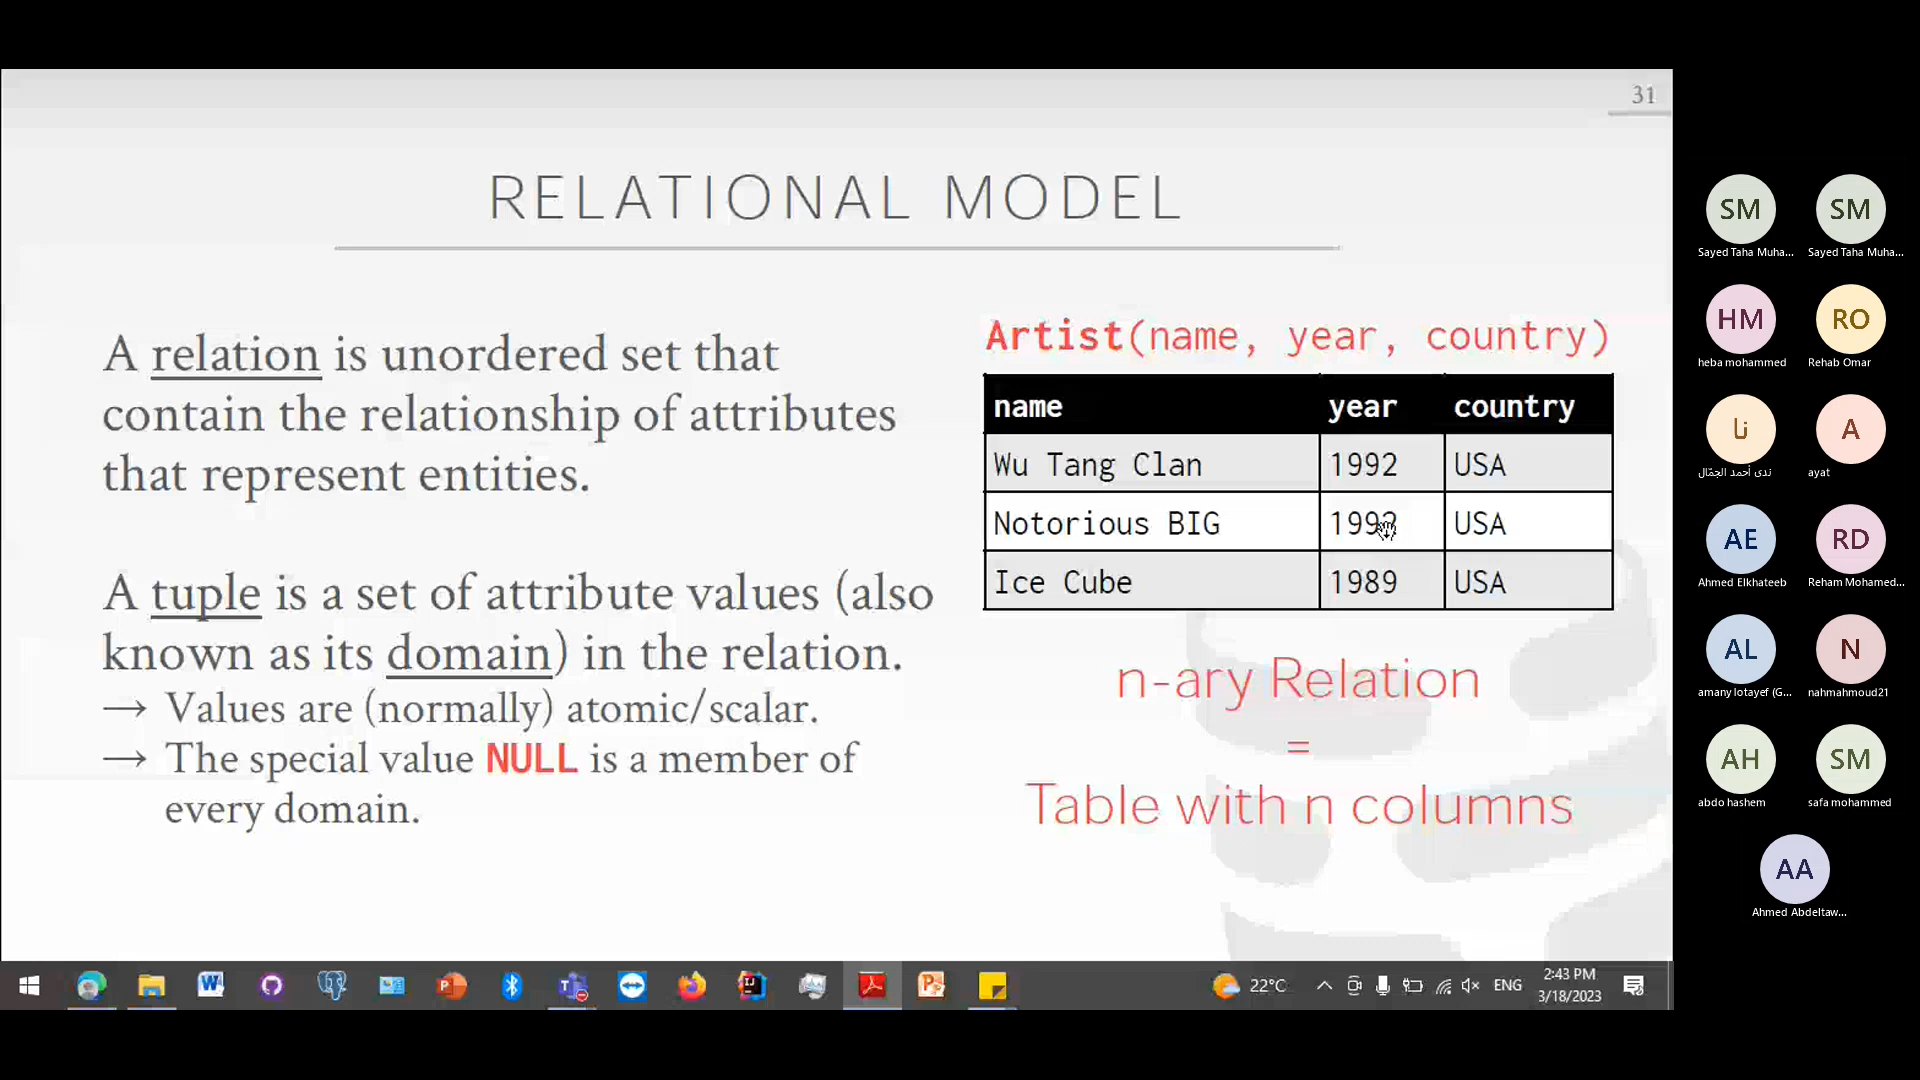 31
RELATIONAL MODEL
A relation is unordered set that
contain the relationship of attributes
that represent entities.
A tuple is a set of attribute values (also
known as its domain) in the relation.
→ Values are (normally) atomic/scalar.
→ The special value NULL is a member of
every domain.
Artist(name, year, country)
name year country
Wu Tang Clan 1992 USA
Notorious BIG 1992 USA
Ice Cube 1989 USA
n-ary Relation
=
Table with n columns
SM SM
Sayed Taha Muha... Sayed Taha Muha...
HM RO
heba mohammed Rehab Omar
نا A
ندى أحمد الجمّال ayat
AE RD
Ahmed Elkhateeb Reham Mohamed...
AL N
amany lotayef (G... nahmahmoud21
AH SM
abdo hashem safa mohammed
AA
Ahmed Abdeltaw...
22°C ENG 2:43 PM
3/18/2023